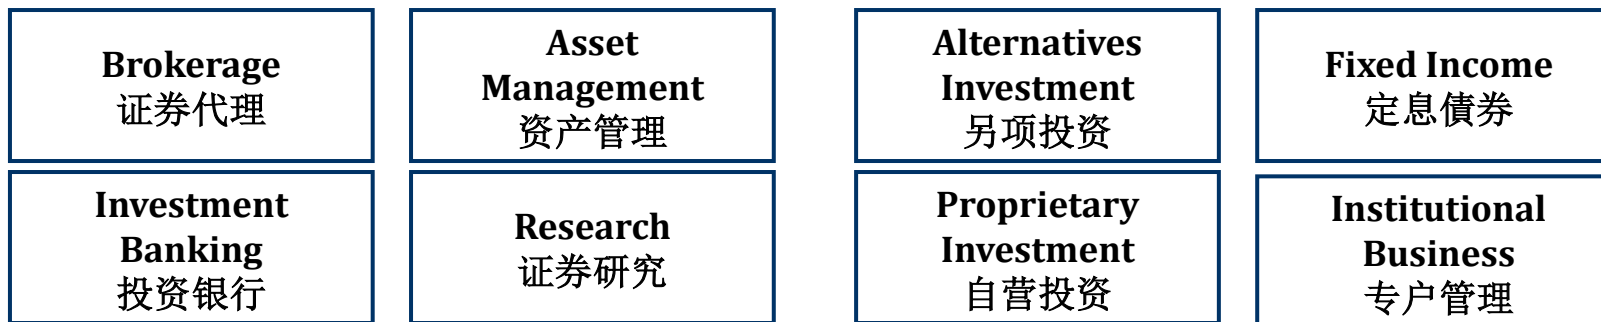 Brokerage
证券代理
Asset
Management
资产管理
Alternatives
Investment
另项投资
Fixed Income
定息債券
Investment
Banking
投资银行
Research
证券研究
Proprietary
Investment
自营投资
Institutional
Business
专户管理